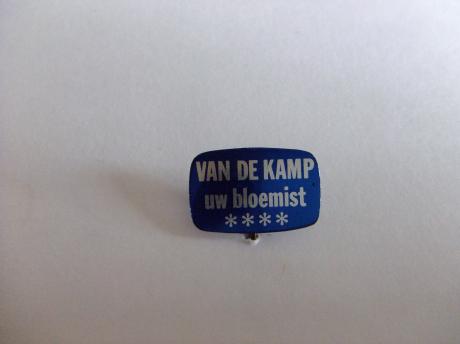 VAN DE KAMP
uw bloemist
****